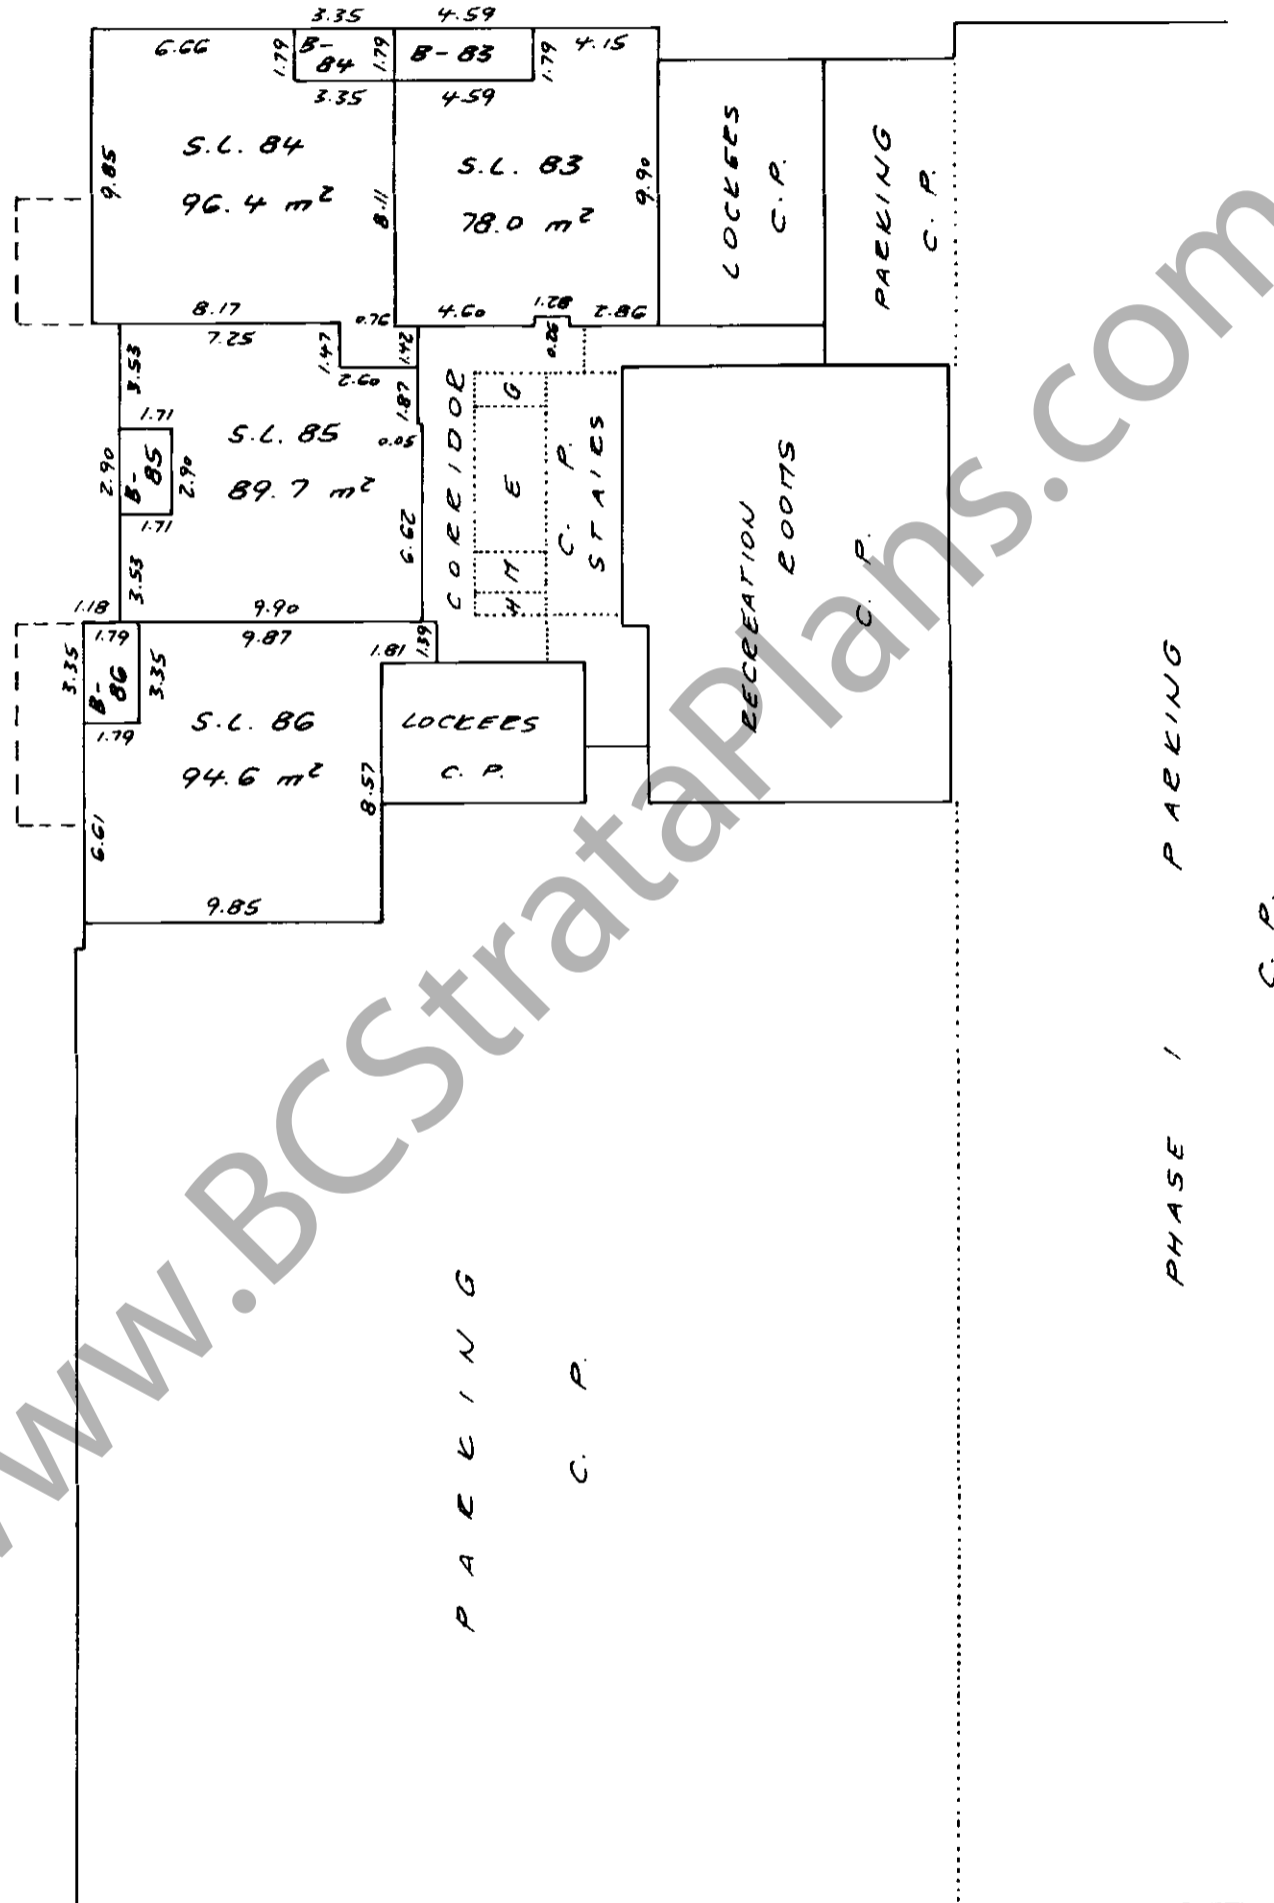 3.35 4.59
6.66 1.79 B-84 1.79 B-83 1.79 4.15
3.35 4.59
9.85 S.L. 84 8.11 S.L. 83 9.90
96.4 m² 78.0 m²
LOCKERS
C. P.
PARKING
C. P.
8.17 0.76 4.60 1.28 2.86
7.25 1.47 1.42 0.26
3.53 2.60 1.87
1.71 S.L. 85 0.05
2.90 B-85 2.90 89.7 m²
1.71 6.62
3.53
CORRIDOR
G
E
M
H
C. P.
STAIRS
RECREATION
ROOMS
C. P.
1.18 9.90
1.79 9.87 1.81 1.39
3.35 B-86 3.35
1.79 S.L. 86
94.6 m²
8.57
6.61
9.85
LOCKERS
C. P.
PARKING
C. P.
PHASE 1 PARKING
C. P.
www.BCStrataPlans.com